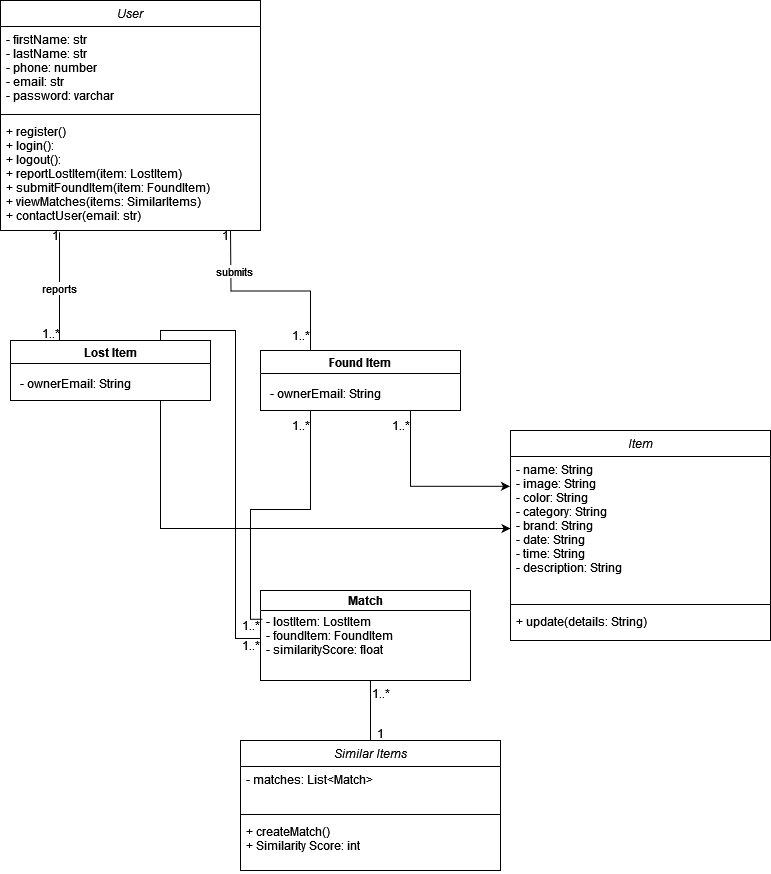 User
- firstName: str
- lastName: str
- phone: number
- email: str
- password: varchar
+ register()
+ login():
+ logout():
+ reportLostItem(item: LostItem)
+ submitFoundItem(item: FoundItem)
+ viewMatches(items: SimilarItems)
+ contactUser(email: str)
1
1
submits
reports
1..*
1..*
Lost Item
- ownerEmail: String
Found Item
- ownerEmail: String
1..*
1..*
Item
- name: String
- image: String
- color: String
- category: String
- brand: String
- date: String
- time: String
- description: String
+ update(details: String)
Match
1..*
1..*
- lostItem: LostItem
- foundItem: FoundItem
- similarityScore: float
1..*
1
Similar Items
- matches: List<Match>
+ createMatch()
+ Similarity Score: int